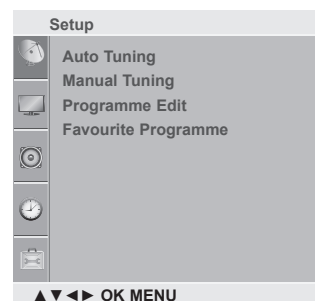 Setup
Auto Tuning
Manual Tuning
Programme Edit
Favourite Programme
▲▼◄► OK MENU